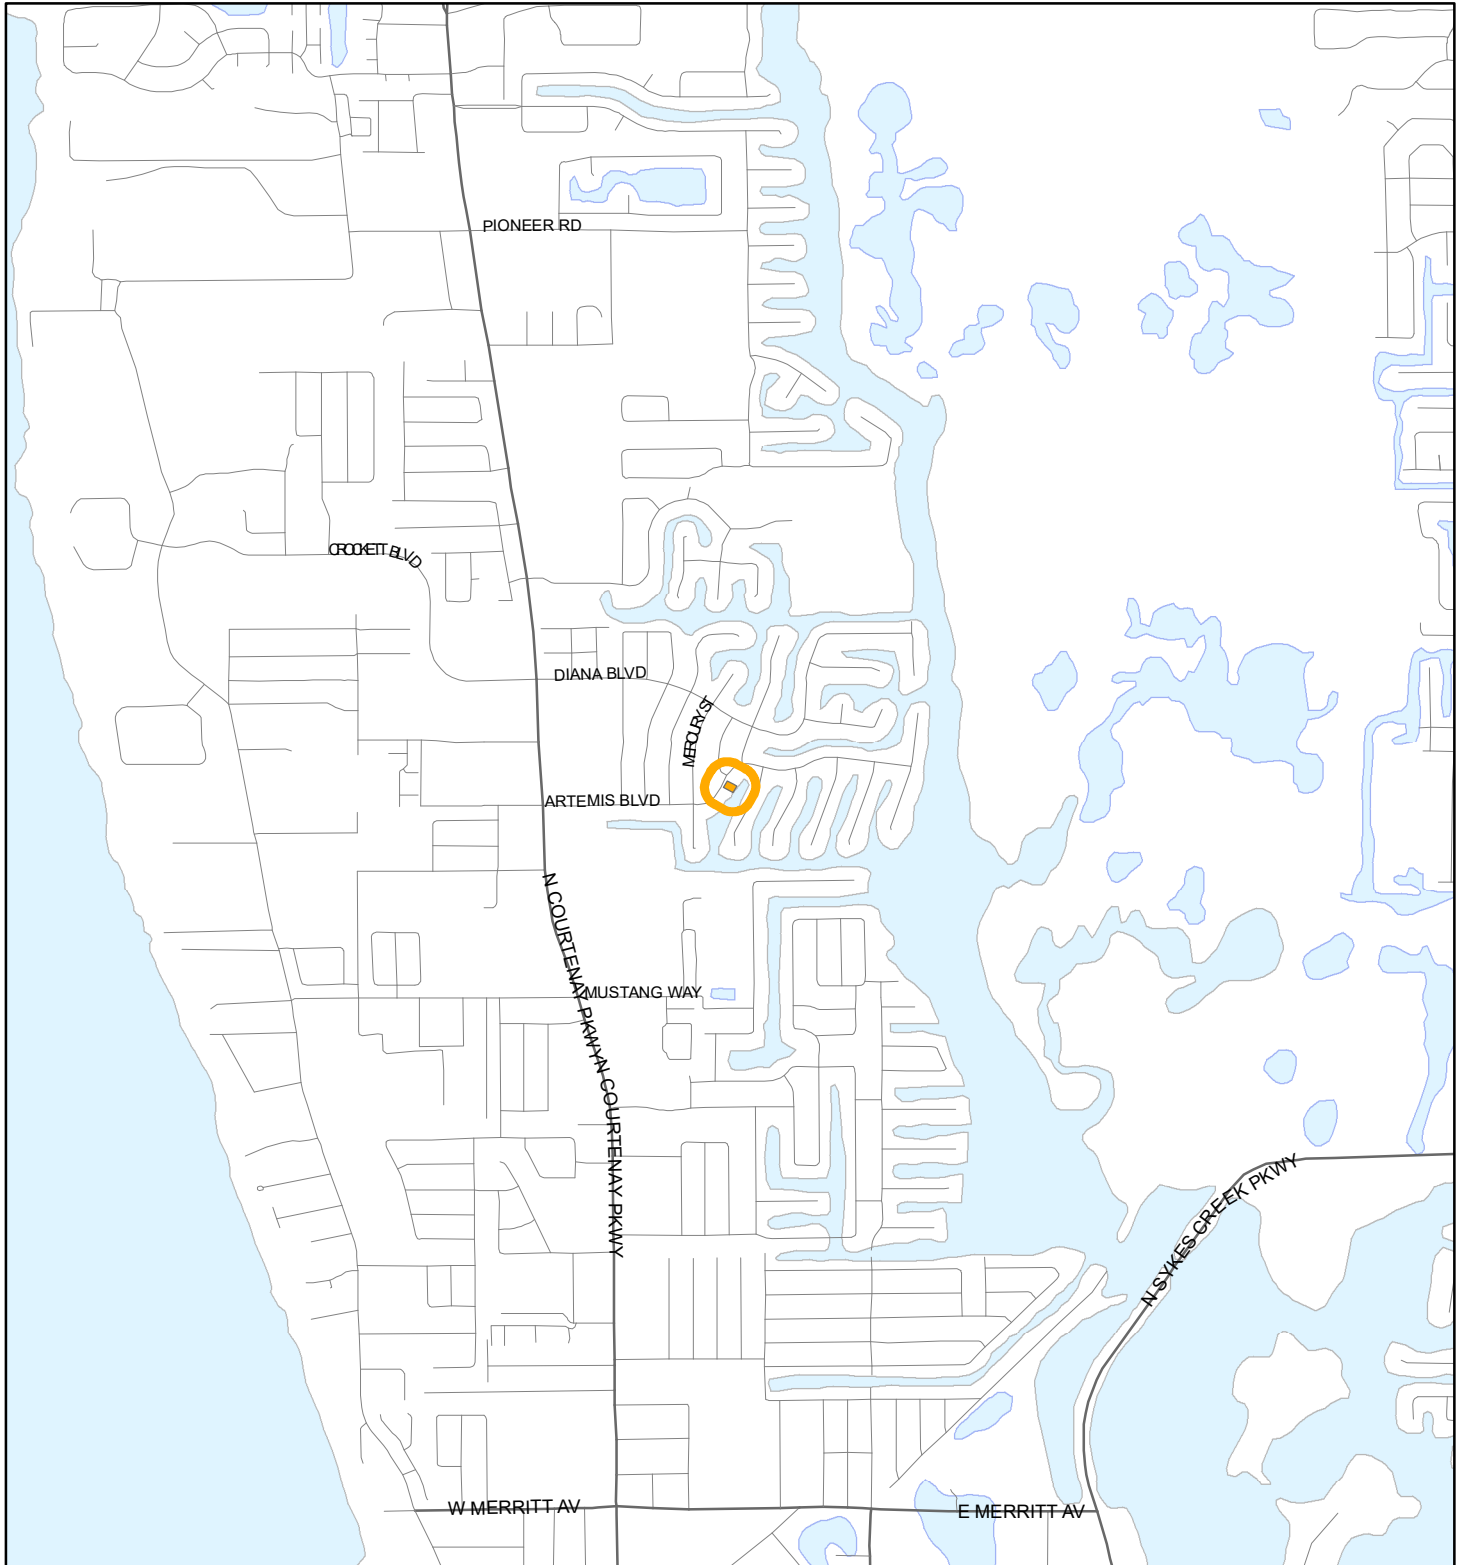 PIONEER RD
CROCKETT BLVD
DIANA BLVD
MERCURY ST
ARTEMIS BLVD
N COURTENAY PKWY
MUSTANG WAY
N COURTENAY PKWY
N SYKES CREEK PKWY
W MERRITT AV
E MERRITT AV